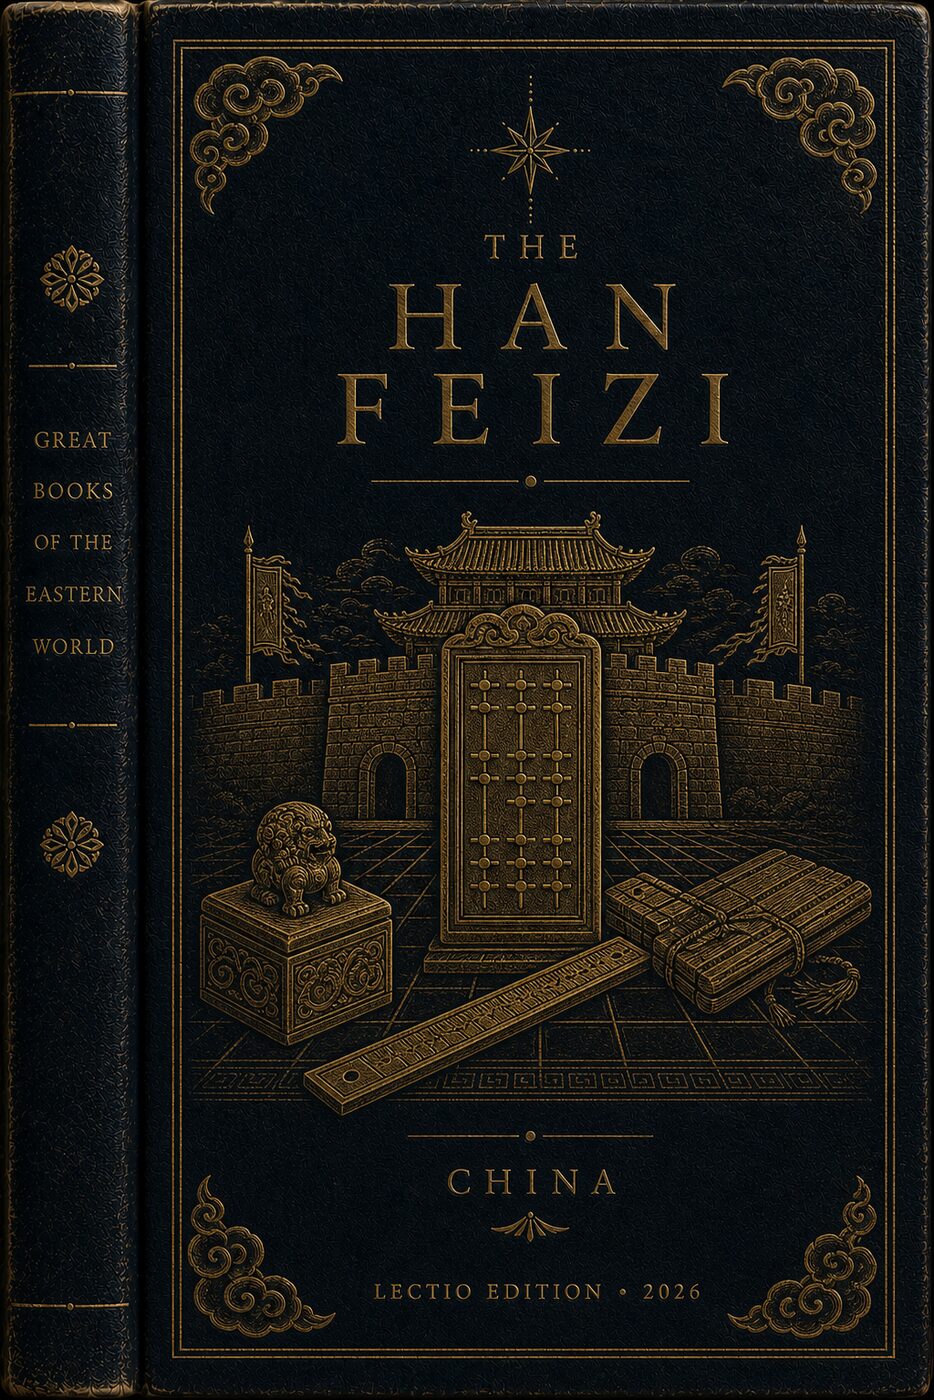 GREAT
BOOKS
OF THE
EASTERN
WORLD
THE
HAN
FEIZI
CHINA
LECTIO EDITION • 2026